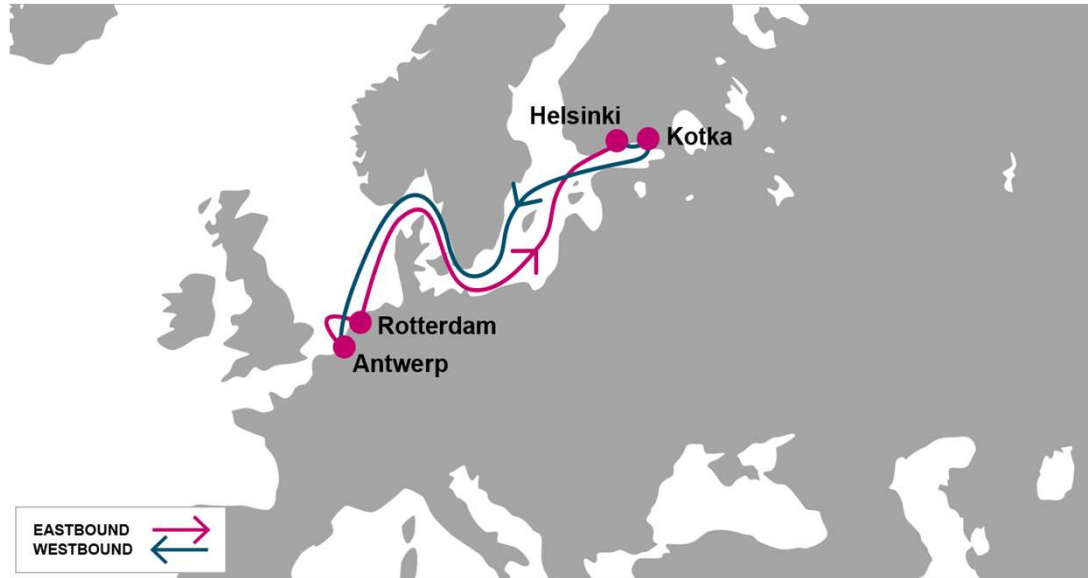 Helsinki
Kotka
Rotterdam
Antwerp
EASTBOUND
WESTBOUND